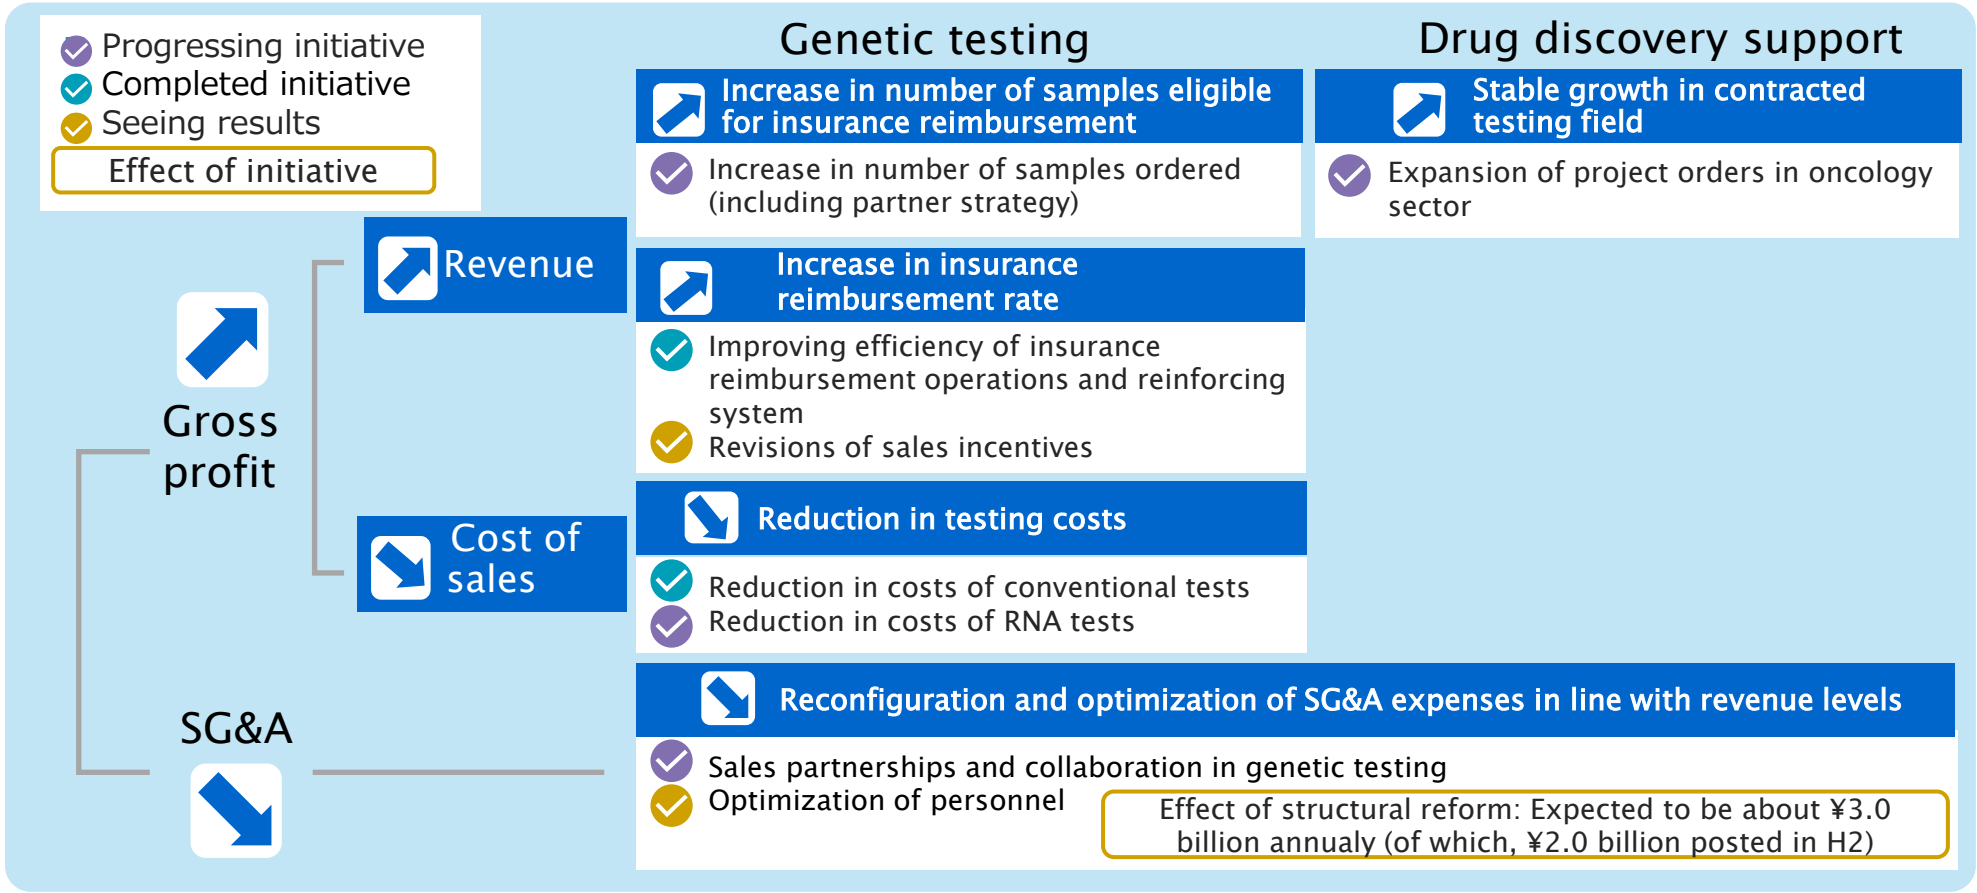 Progressing initiative
Completed initiative
Seeing results
Effect of initiative
Genetic testing
Drug discovery support
Increase in number of samples eligible
for insurance reimbursement
Increase in number of samples ordered
(including partner strategy)
Stable growth in contracted
testing field
Expansion of project orders in oncology
sector
Gross
profit
Revenue
Increase in insurance
reimbursement rate
Improving efficiency of insurance
reimbursement operations and reinforcing
system
Revisions of sales incentives
Cost of
sales
Reduction in testing costs
Reduction in costs of conventional tests
Reduction in costs of RNA tests
SG&A
Reconfiguration and optimization of SG&A expenses in line with revenue levels
Sales partnerships and collaboration in genetic testing
Optimization of personnel
Effect of structural reform: Expected to be about ¥3.0
billion annualy (of which, ¥2.0 billion posted in H2)